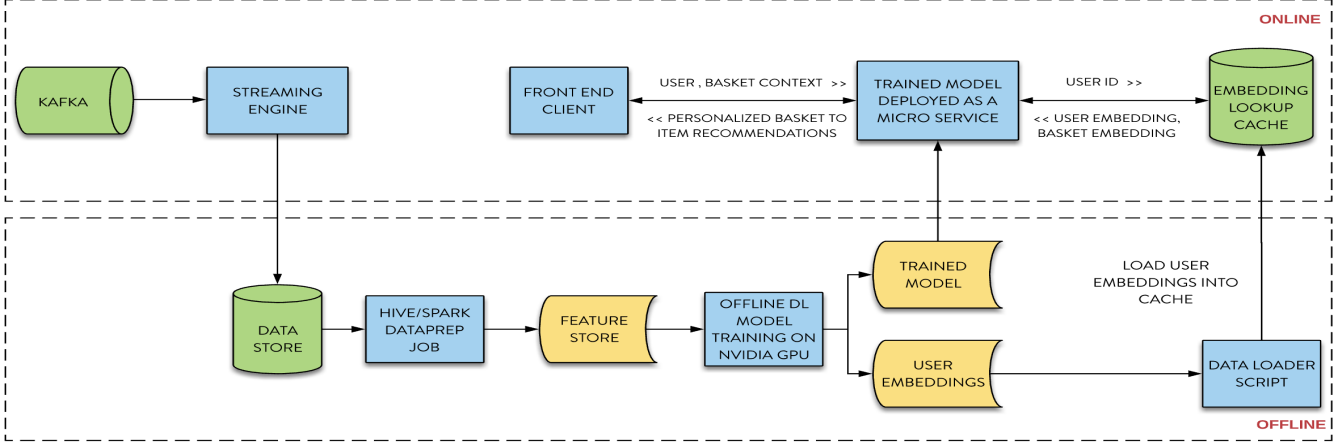 ONLINE
KAFKA
STREAMING
ENGINE
FRONT END
CLIENT
USER , BASKET CONTEXT >>
<< PERSONALIZED BASKET TO
ITEM RECOMMENDATIONS
TRAINED MODEL
DEPLOYED AS A
MICRO SERVICE
USER ID >>
<< USER EMBEDDING,
BASKET EMBEDDING
EMBEDDING
LOOKUP
CACHE
DATA
STORE
HIVE/SPARK
DATAPREP
JOB
FEATURE
STORE
OFFLINE DL
MODEL
TRAINING ON
NVIDIA GPU
TRAINED
MODEL
USER
EMBEDDINGS
LOAD USER
EMBEDDINGS INTO
CACHE
DATA LOADER
SCRIPT
OFFLINE